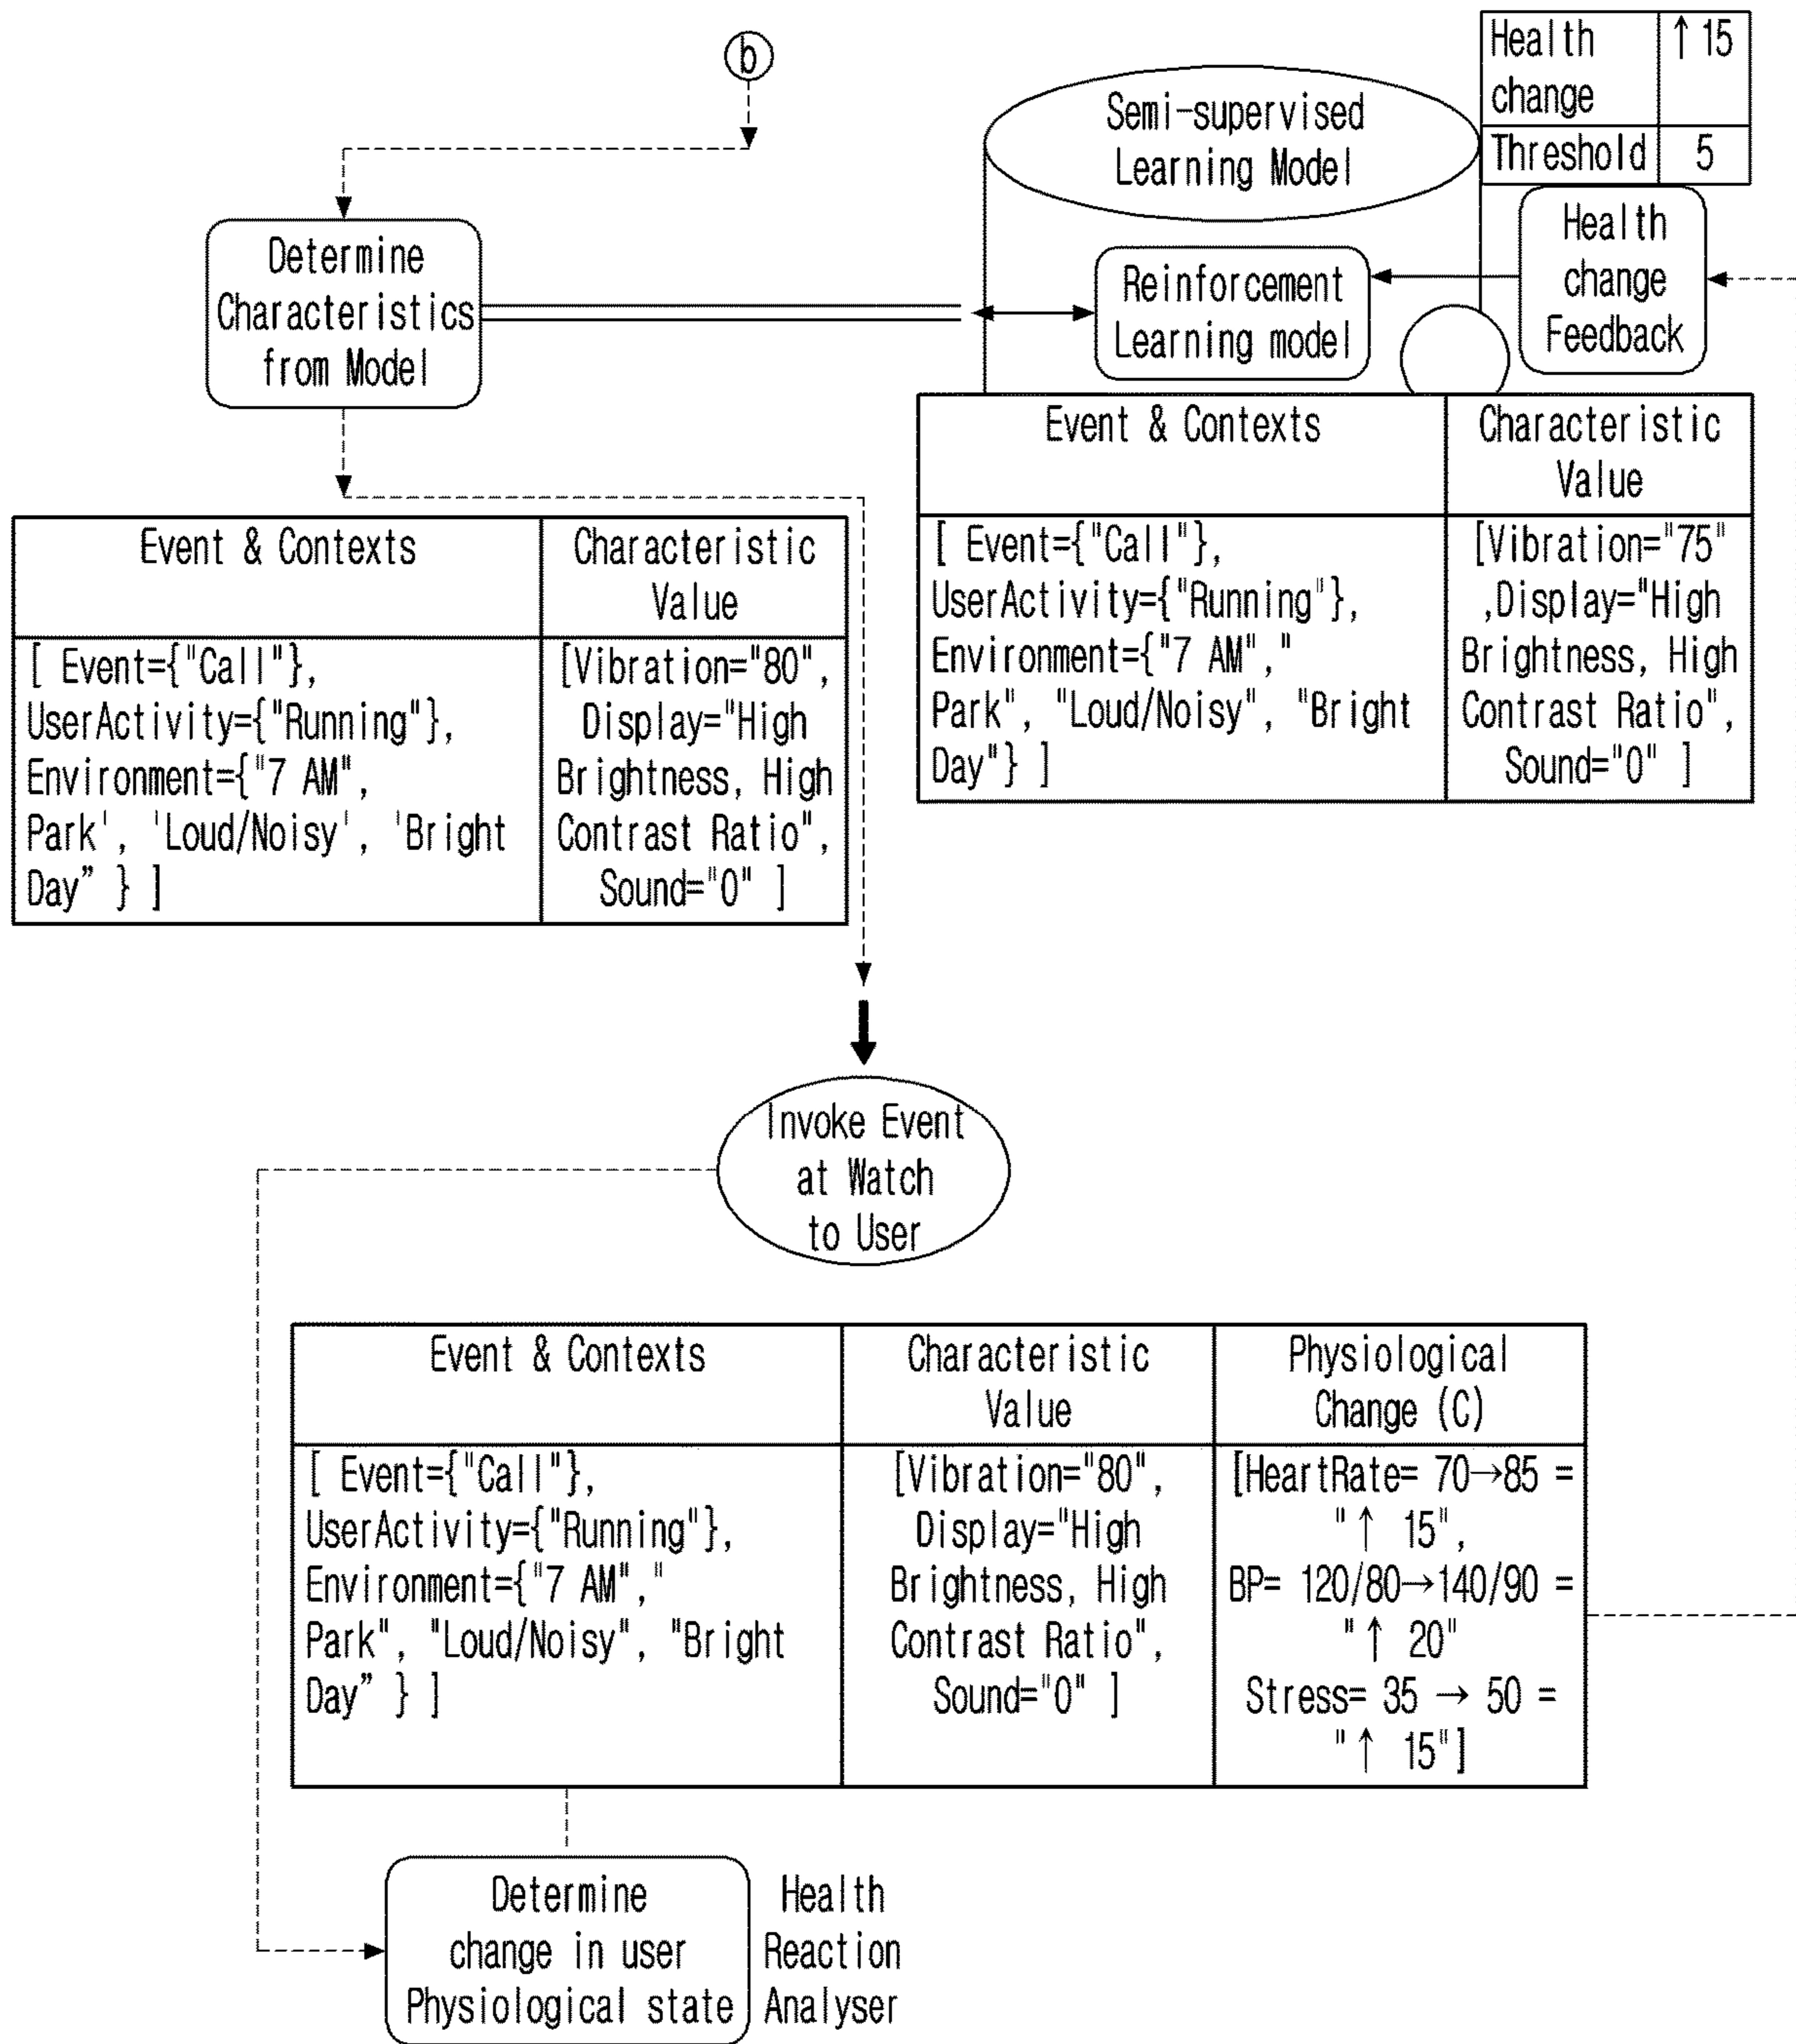 b
Health
change
↑ 15
Threshold
5
Semi-supervised
Learning Model
Determine
Characteristics
from Model
Reinforcement
Learning model
Health
change
Feedback
Event & Contexts
Characteristic
Value
[ Event={"Call"},
UserActivity={"Running"},
Environment={"7 AM","
Park", "Loud/Noisy", "Bright
Day"} ]
[Vibration="75"
,Display="High
Brightness, High
Contrast Ratio",
Sound="0" ]
Event & Contexts
Characteristic
Value
[ Event={"Call"},
UserActivity={"Running"},
Environment={"7 AM",
Park', 'Loud/Noisy', 'Bright
Day” } ]
[Vibration="80",
Display="High
Brightness, High
Contrast Ratio",
Sound="0" ]
Invoke Event
at Watch
to User
Event & Contexts
Characteristic
Value
Physiological
Change (C)
[ Event={"Call"},
UserActivity={"Running"},
Environment={"7 AM","
Park", "Loud/Noisy", "Bright
Day” } ]
[Vibration="80",
Display="High
Brightness, High
Contrast Ratio",
Sound="0" ]
[HeartRate= 70→85 =
"↑ 15",
BP= 120/80→140/90 =
"↑ 20"
Stress= 35 → 50 =
"↑ 15"]
Determine
change in user
Physiological state
Health
Reaction
Analyser